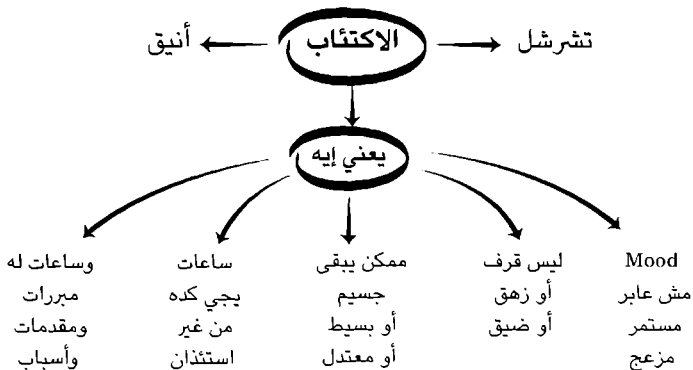 تشرشل
الاكتئاب
أنيق
يعني إيه
Mood
مش عابر
مستمر
مزعج
ليس قرف
أو زهق
أو ضيق
ممكن يبقى
جسيم
أو بسيط
أو معتدل
ساعات
يجي كده
من غير
استئذان
وساعات له
مبررات
ومقدمات
وأسباب